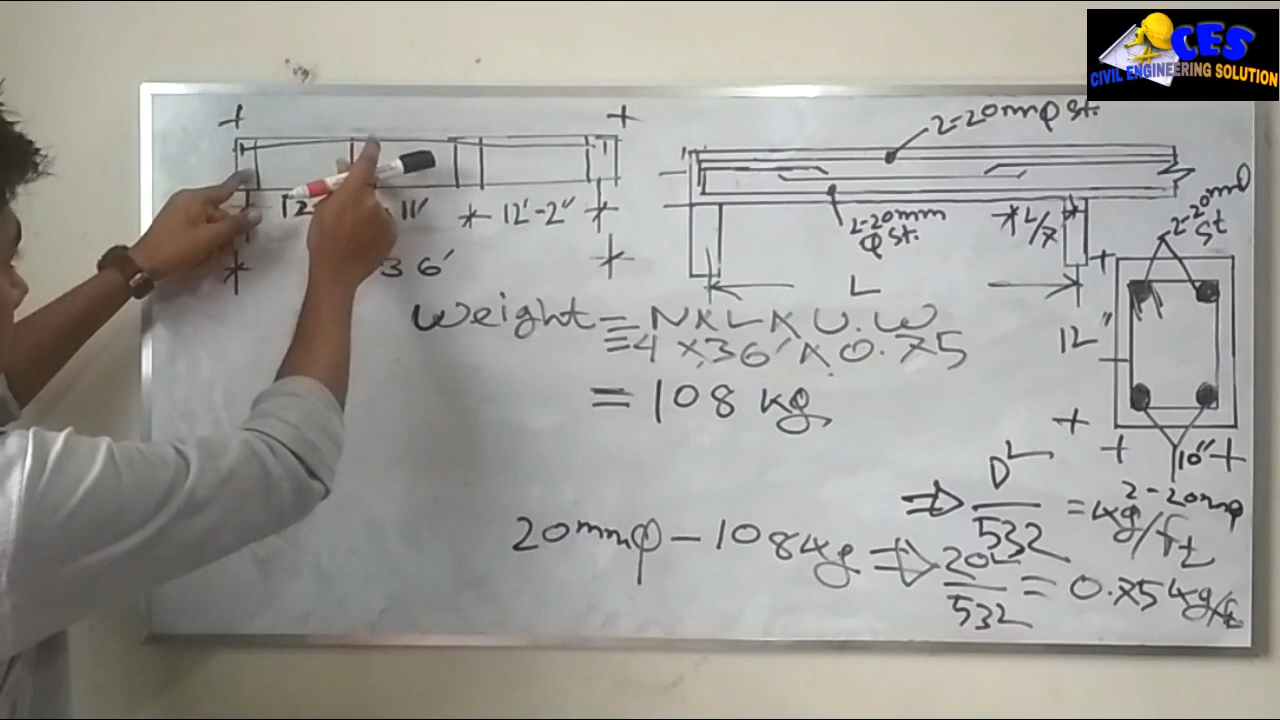 CES
CIVIL ENGINEERING SOLUTION
12
11'
12'-2"
36'
2-20mmφ st.
2-20mm
φ st.
L/7
L
2-20mmφ
st
12"
10"
2-20mmφ
Weight = N x L x U.W
= 4 x 36' x 0.75
= 108 kg
D²/532 = kg/ft
20mmφ - 108 kg
20²/532 = 0.75 kg/ft